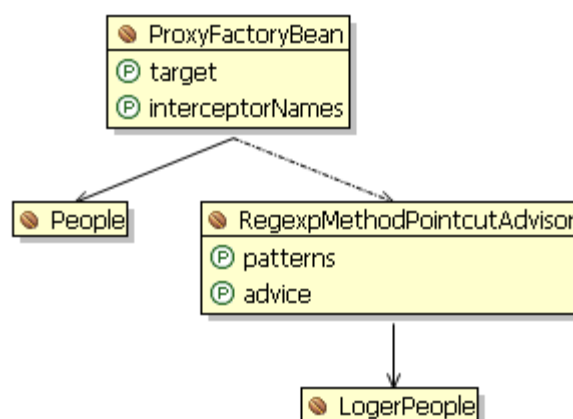 ProxyFactoryBean
P target
P interceptorNames
People
RegexpMethodPointcutAdvisor
P patterns
P advice
LogerPeople